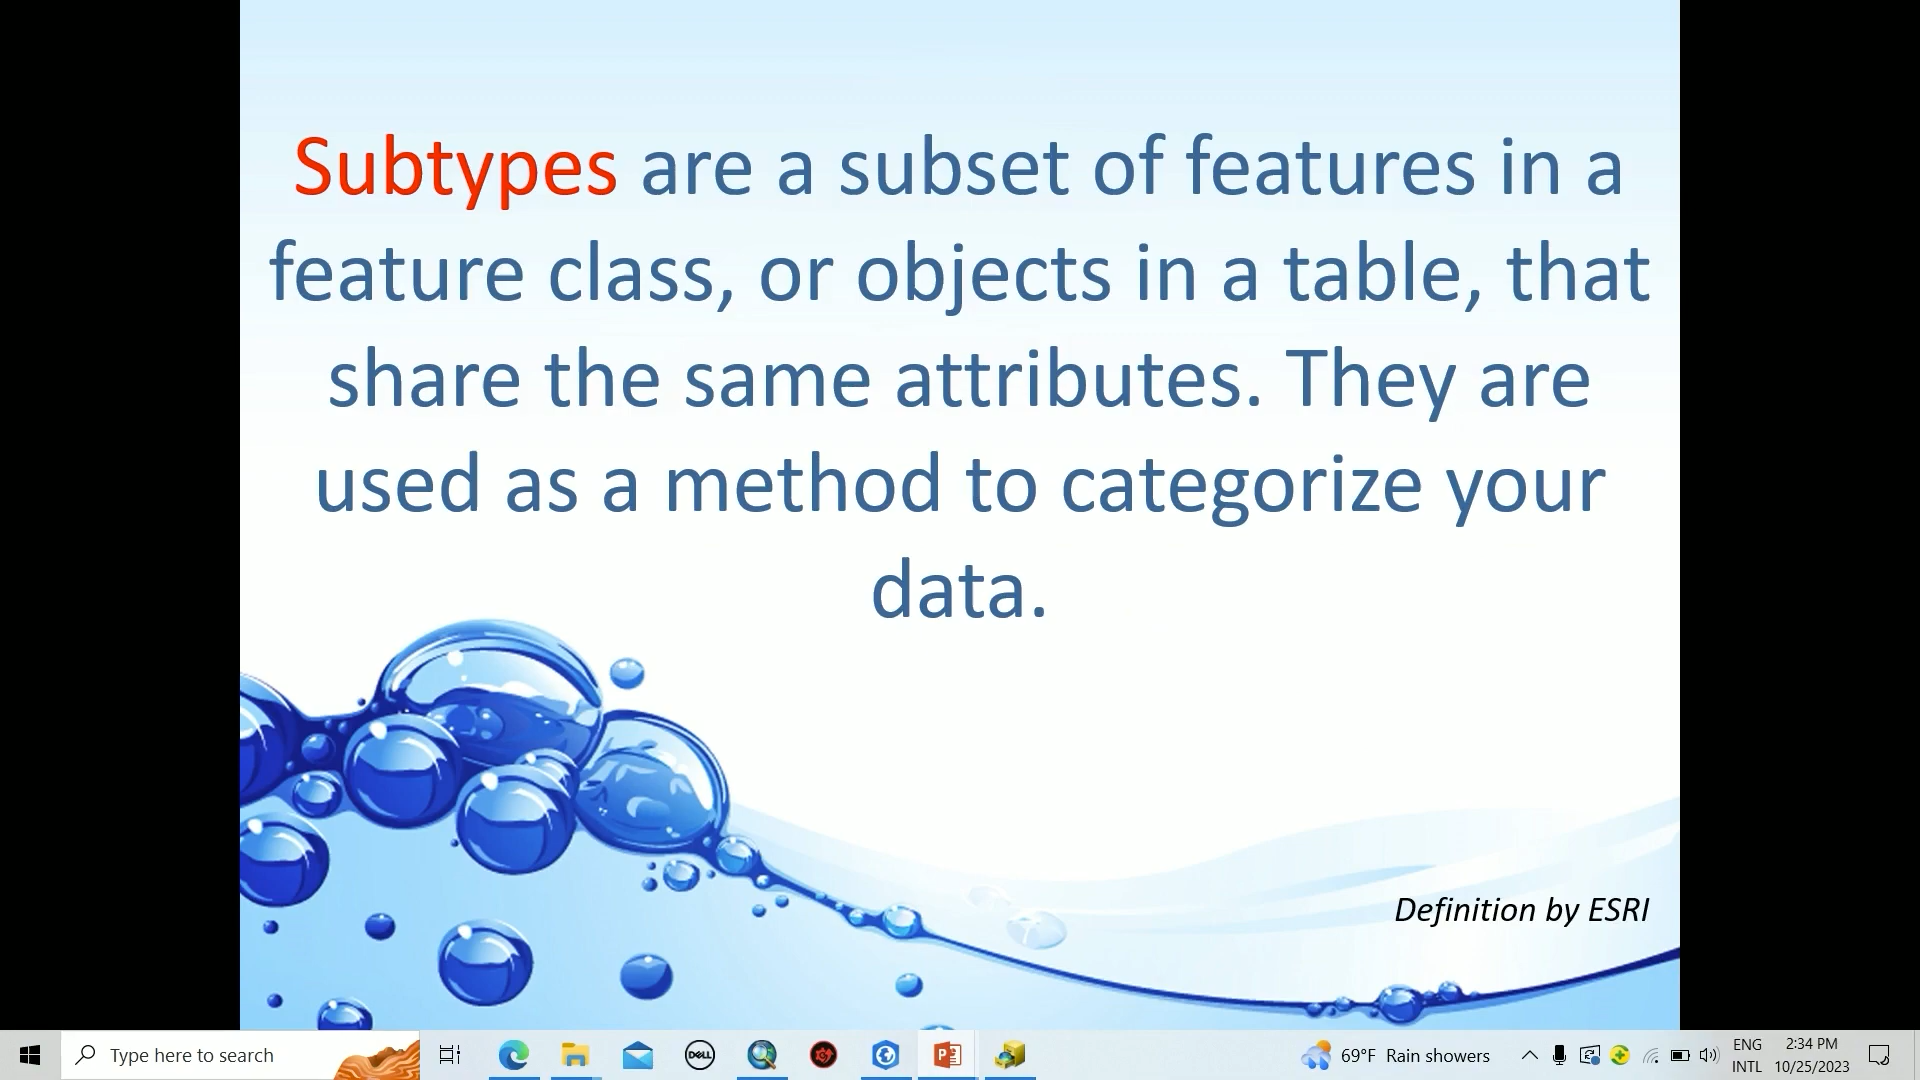 Subtypes are a subset of features in a
feature class, or objects in a table, that
share the same attributes. They are
used as a method to categorize your
data.
Definition by ESRI
Type here to search
DELL
69°F Rain showers
ENG
INTL
2:34 PM
10/25/2023